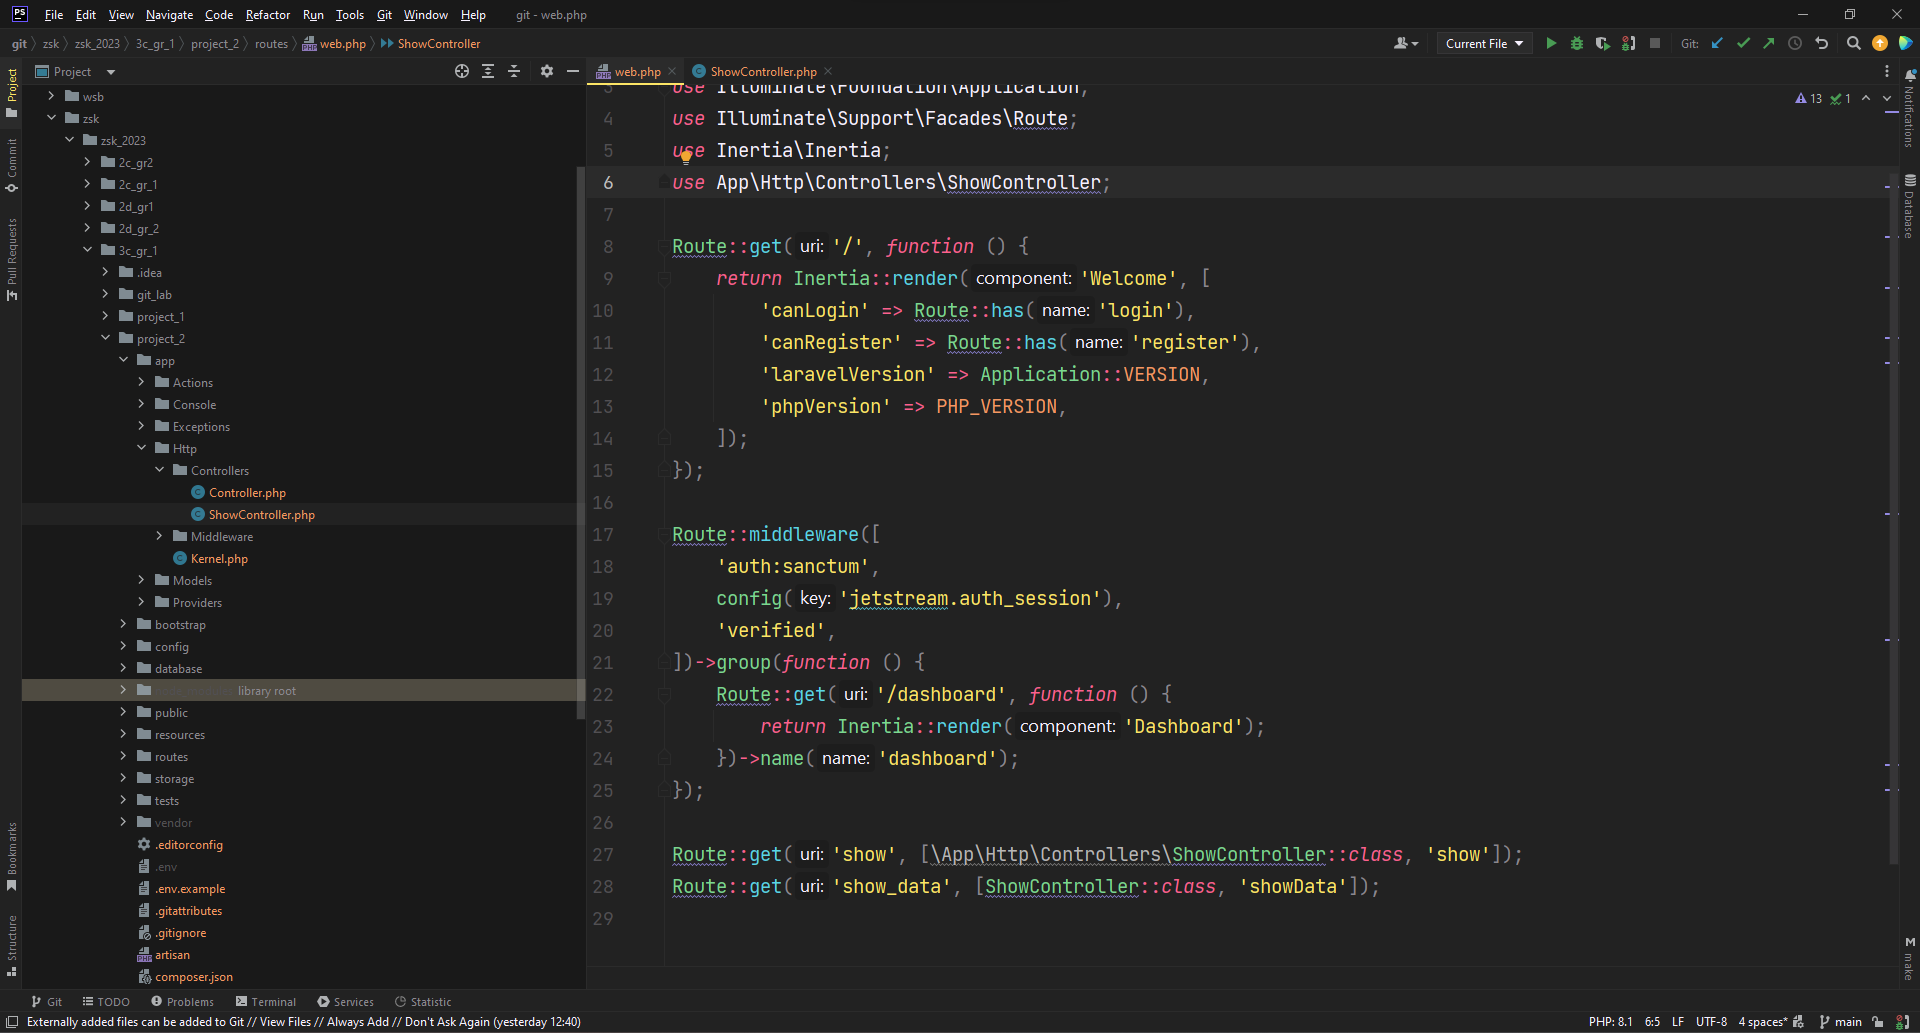 PS File Edit View Navigate Code Refactor Run Tools Git Window Help git - web.php
git zsk zsk_2023 3c_gr_1 project_2 routes web.php ShowController Current File Git:
Project
web.php ShowController.php
Project
Commit
Pull Requests
Bookmarks
Structure
wsb
zsk
zsk_2023
2c_gr2
2c_gr_1
2d_gr1
2d_gr_2
3c_gr_1
.idea
git_lab
project_1
project_2
app
Actions
Console
Exceptions
Http
Controllers
Controller.php
ShowController.php
Middleware
Kernel.php
Models
Providers
bootstrap
config
database
library root
public
resources
routes
storage
tests
vendor
.editorconfig
.env
.env.example
.gitattributes
.gitignore
artisan
composer.json
13 1
3 use Illuminate\Foundation\Application;
4 use Illuminate\Support\Facades\Route;
5 use Inertia\Inertia;
6 use App\Http\Controllers\ShowController;
7
8 Route::get( uri: '/', function () {
9 return Inertia::render( component: 'Welcome', [
10 'canLogin' => Route::has( name: 'login'),
11 'canRegister' => Route::has( name: 'register'),
12 'laravelVersion' => Application::VERSION,
13 'phpVersion' => PHP_VERSION,
14 ]);
15 });
16
17 Route::middleware([
18 'auth:sanctum',
19 config( key: 'jetstream.auth_session'),
20 'verified',
21 ])->group(function () {
22 Route::get( uri: '/dashboard', function () {
23 return Inertia::render( component: 'Dashboard');
24 })->name( name: 'dashboard');
25 });
26
27 Route::get( uri: 'show', [\App\Http\Controllers\ShowController::class, 'show']);
28 Route::get( uri: 'show_data', [ShowController::class, 'showData']);
29
Notifications
Database
M make
Git TODO Problems Terminal Services Statistic
Externally added files can be added to Git // View Files // Always Add // Don't Ask Again (yesterday 12:40) PHP: 8.1 6:5 LF UTF-8 4 spaces* main